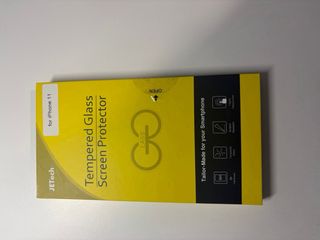 for iPhone 11
JETech
Tempered Glass
Screen Protector
OPEN
Tailor-Made for your Smartphone